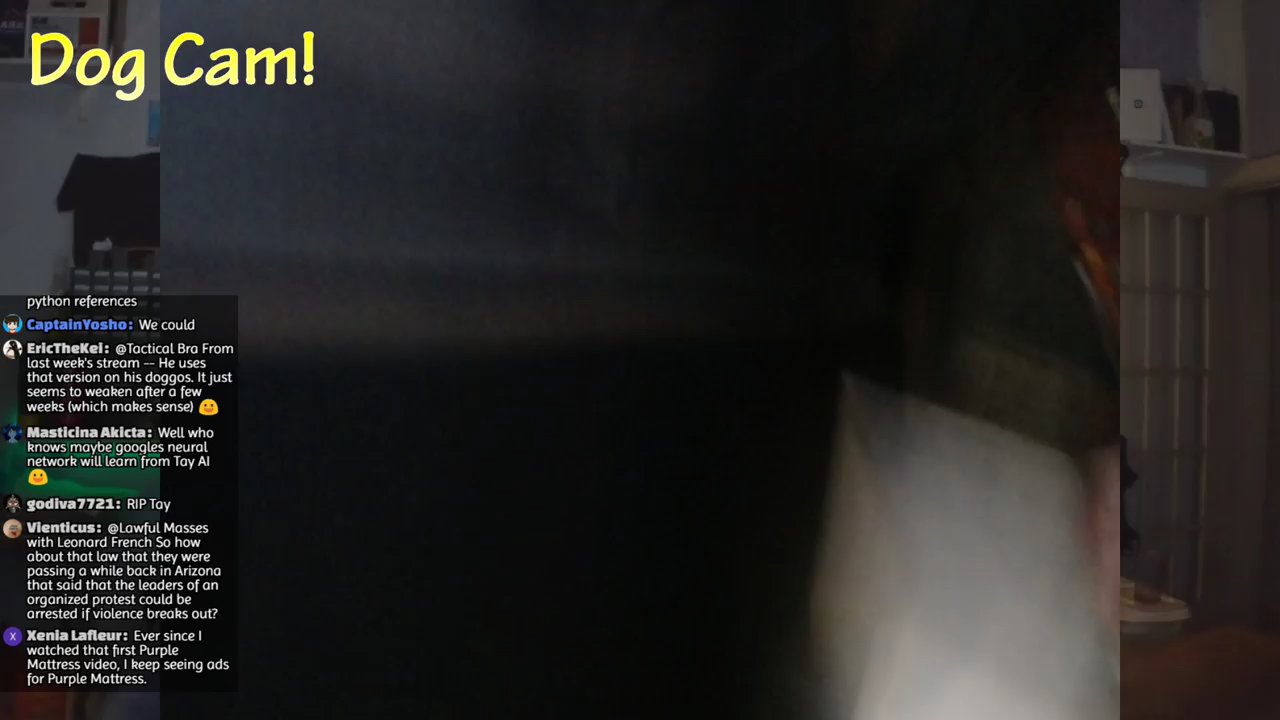 Dog Cam!
python references
CaptainYosho: We could
EricTheKei: @Tactical Bra From
last week's stream -- He uses
that version on his doggos. It just
seems to weaken after a few
weeks (which makes sense)
Masticina Akicta: Well who
knows maybe googles neural
network will learn from Tay AI
godiva7721: RIP Tay
Vienticus: @Lawful Masses
with Leonard French So how
about that law that they were
passing a while back in Arizona
that said that the leaders of an
organized protest could be
arrested if violence breaks out?
X
Xenia Lafleur: Ever since I
watched that first Purple
Mattress video, I keep seeing ads
for Purple Mattress.